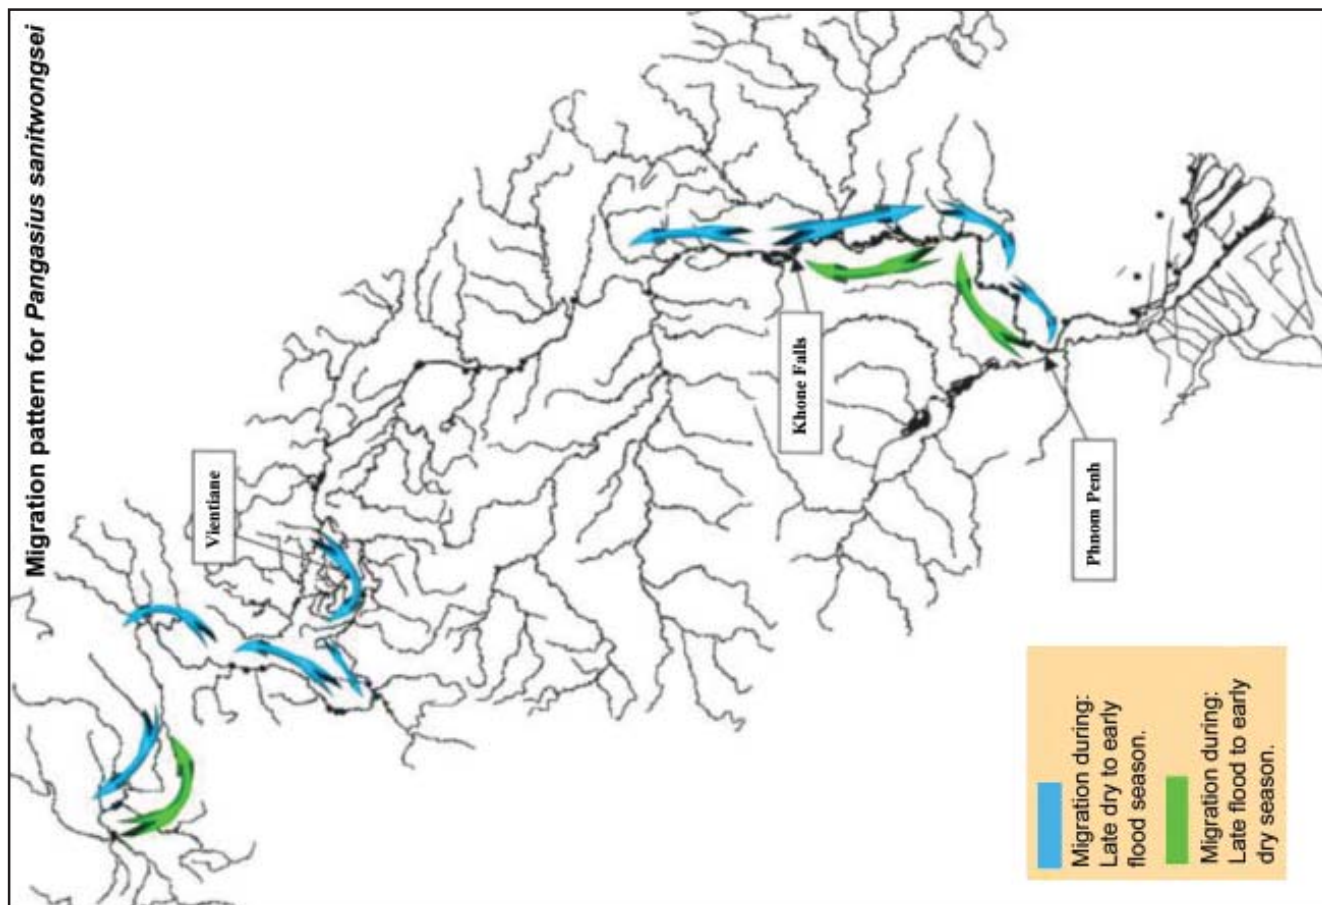 Migration pattern for Pangasius sanitwongsei
Vientiane
Khone Falls
Phnom Penh
Migration during:
Late dry to early
flood season.
Migration during:
Late flood to early
dry season.